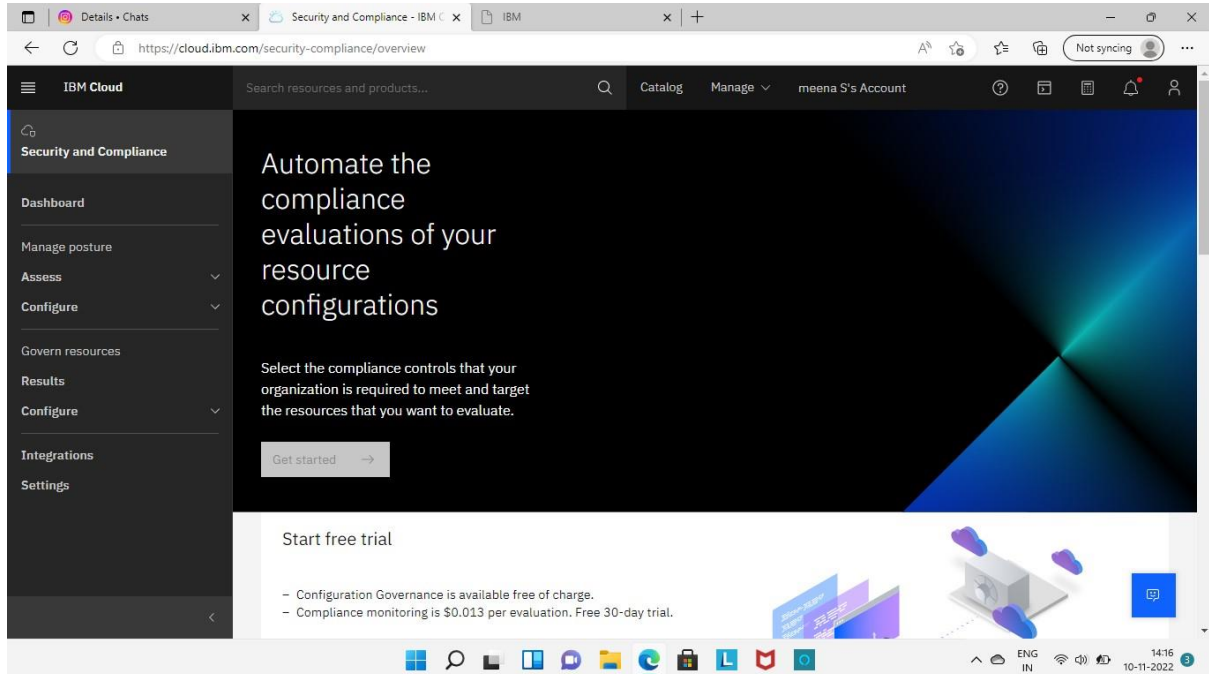 Details • Chats
Security and Compliance - IBM C
IBM
https://cloud.ibm.com/security-compliance/overview
Not syncing
IBM Cloud
Search resources and products...
Catalog
Manage
meena S's Account
Security and Compliance
Dashboard
Manage posture
Assess
Configure
Govern resources
Results
Configure
Integrations
Settings
Automate the
compliance
evaluations of your
resource
configurations
Select the compliance controls that your
organization is required to meet and target
the resources that you want to evaluate.
Get started
Start free trial
– Configuration Governance is available free of charge.
– Compliance monitoring is $0.013 per evaluation. Free 30-day trial.
ENG
IN
14:16
10-11-2022
3